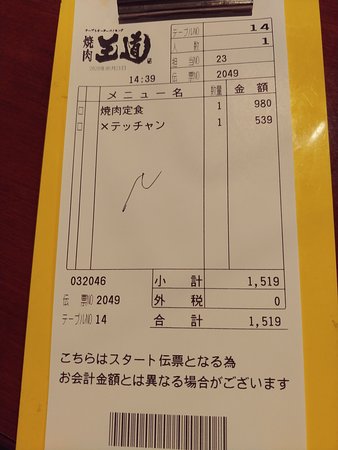 焼肉 王道
テーブルNO 14
人数 1
14:39 担当NO 23
伝票NO 2049
メニュー名 数量 金額
□ 焼肉定食 1 980
□ ×テッチャン 1 539
032046 小計 1,519
伝票NO 2049 外税 0
テーブルNO 14 合計 1,519
こちらはスタート伝票となる為
お会計金額とは異なる場合がございます